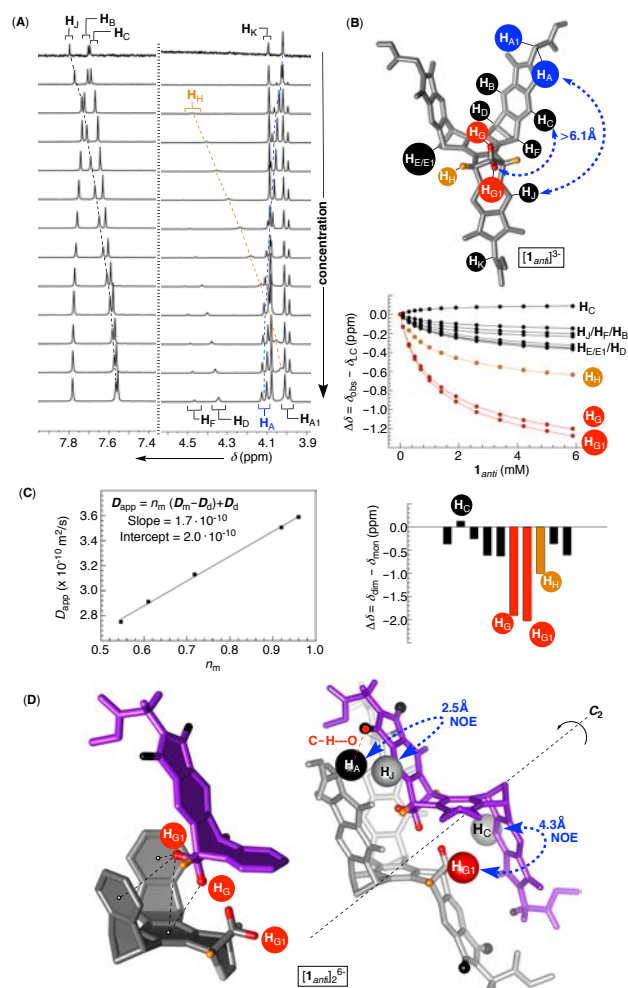 (A)
H_J H_B
H_C
H_K
H_H
concentration
H_F H_D H_A H_A1
7.8 7.6 7.4 4.5 4.1 3.9
δ (ppm)
(B)
H_A1
H_A
H_B
H_D
H_C
H_G
>6.1Å
H_F
H_E/E1
H_H
H_G1
H_J
H_K
[1_anti]^3-
Δδ = δ_obs − δ_LC (ppm)
0.0
−0.2
−0.4
−0.6
−0.8
−1.0
−1.2
H_C
H_J/H_F/H_B
H_E/E1/H_D
H_H
H_G
H_G1
0 2 4 6
1_anti (mM)
(C)
D_app = n_m (D_m−D_d)+D_d
Slope = 1.7·10^-10
Intercept = 2.0·10^-10
D_app (x 10^-10 m^2/s)
3.6
3.2
2.8
0.5 0.6 0.7 0.8 0.9 1.0
n_m
Δδ = δ_dim − δ_mon (ppm)
0.5
0.0
-0.5
-1.0
-1.5
-2.0
H_C
H_H
H_G
H_G1
(D)
H_G1
H_G
H_G1
2.5Å
NOE
C–H---O
H_A
H_J
C_2
H_C
4.3Å
NOE
H_G1
[1_anti]_2^6-